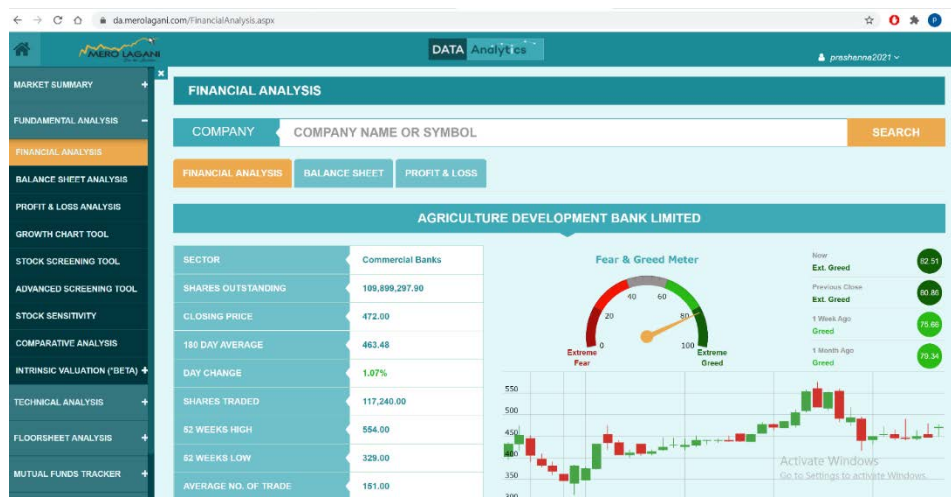 da.merolagani.com/FinancialAnalysis.aspx
P
MERO LAGANI
DATA Analytics
prashanna2021
MARKET SUMMARY +
FUNDAMENTAL ANALYSIS -
FINANCIAL ANALYSIS
BALANCE SHEET ANALYSIS
PROFIT & LOSS ANALYSIS
GROWTH CHART TOOL
STOCK SCREENING TOOL
ADVANCED SCREENING TOOL
STOCK SENSITIVITY
COMPARATIVE ANALYSIS
INTRINSIC VALUATION (*BETA) +
TECHNICAL ANALYSIS +
FLOORSHEET ANALYSIS +
MUTUAL FUNDS TRACKER +
FINANCIAL ANALYSIS
COMPANY COMPANY NAME OR SYMBOL SEARCH
FINANCIAL ANALYSIS BALANCE SHEET PROFIT & LOSS
AGRICULTURE DEVELOPMENT BANK LIMITED
SECTOR Commercial Banks
SHARES OUTSTANDING 109,899,297.90
CLOSING PRICE 472.00
180 DAY AVERAGE 463.48
DAY CHANGE 1.07%
SHARES TRADED 117,240.00
52 WEEKS HIGH 554.00
52 WEEKS LOW 329.00
AVERAGE NO. OF TRADE 151.00
Fear & Greed Meter
40 60
20 80
0 100
Extreme Fear
Extreme Greed
Now
Ext. Greed 82.51
Previous Close
Ext. Greed 80.86
1 Week Ago
Greed 75.66
1 Month Ago
Greed 79.34
550
500
450
400
350
300
Activate Windows
Go to Settings to activate Windows.